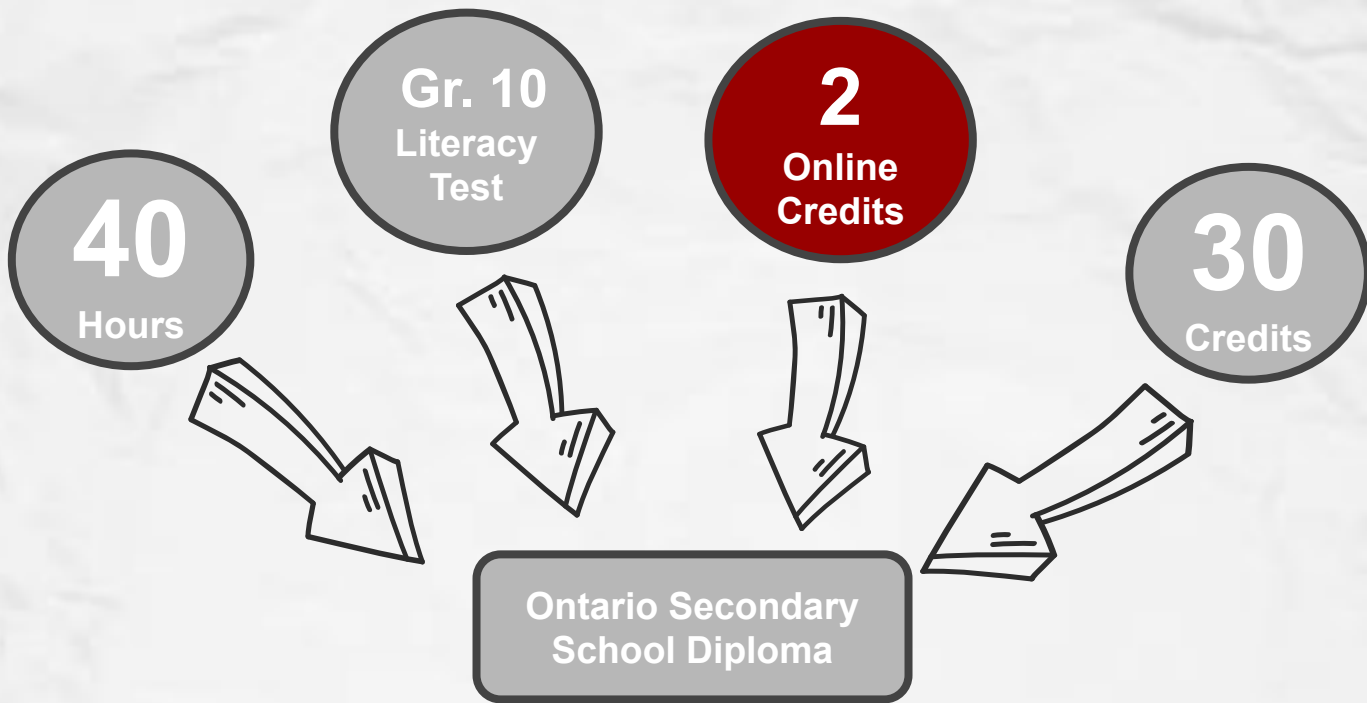 40
Hours
Gr. 10
Literacy
Test
2
Online
Credits
30
Credits
Ontario Secondary
School Diploma